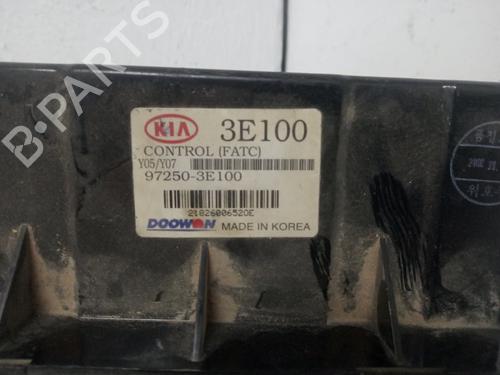 B-PARTS
KIA
3E100
CONTROL (FATC)
Y05/Y07
97250-3E100
21826006520E
DOOWON
MADE IN KOREA